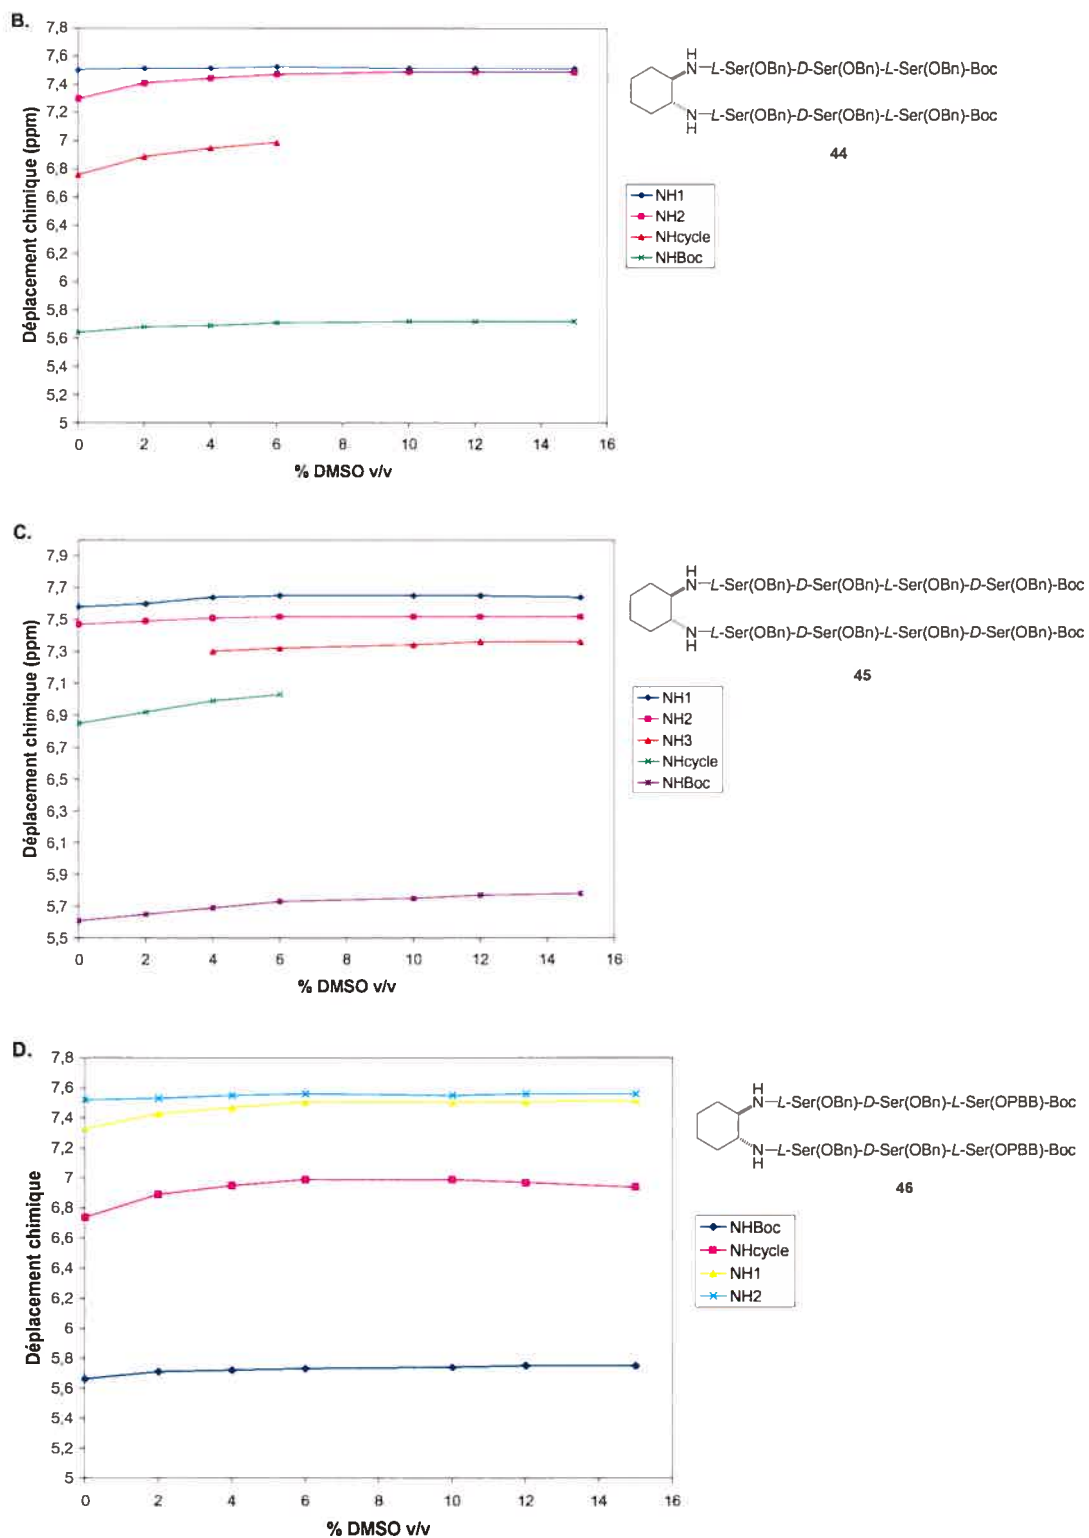 B.
7,8
7,6
7,4
7,2
7
6,8
6,6
6,4
6,2
6
5,8
5,6
5,4
5,2
5
Déplacement chimique (ppm)
0 2 4 6 8 10 12 14 16
% DMSO v/v
H
N—L-Ser(OBn)-D-Ser(OBn)-L-Ser(OBn)-Boc
N—L-Ser(OBn)-D-Ser(OBn)-L-Ser(OBn)-Boc
H
44
NH1
NH2
NHcycle
NHBoc
C.
7,9
7,7
7,5
7,3
7,1
6,9
6,7
6,5
6,3
6,1
5,9
5,7
5,5
Déplacement chimique (ppm)
0 2 4 6 8 10 12 14 16
% DMSO v/v
H
N—L-Ser(OBn)-D-Ser(OBn)-L-Ser(OBn)-D-Ser(OBn)-Boc
N—L-Ser(OBn)-D-Ser(OBn)-L-Ser(OBn)-D-Ser(OBn)-Boc
H
45
NH1
NH2
NH3
NHcycle
NHBoc
D.
7,8
7,6
7,4
7,2
7
6,8
6,6
6,4
6,2
6
5,8
5,6
5,4
5,2
5
Déplacement chimique
0 2 4 6 8 10 12 14 16
% DMSO v/v
H
N—L-Ser(OBn)-D-Ser(OBn)-L-Ser(OPBB)-Boc
N—L-Ser(OBn)-D-Ser(OBn)-L-Ser(OPBB)-Boc
H
46
NHBoc
NHcycle
NH1
NH2